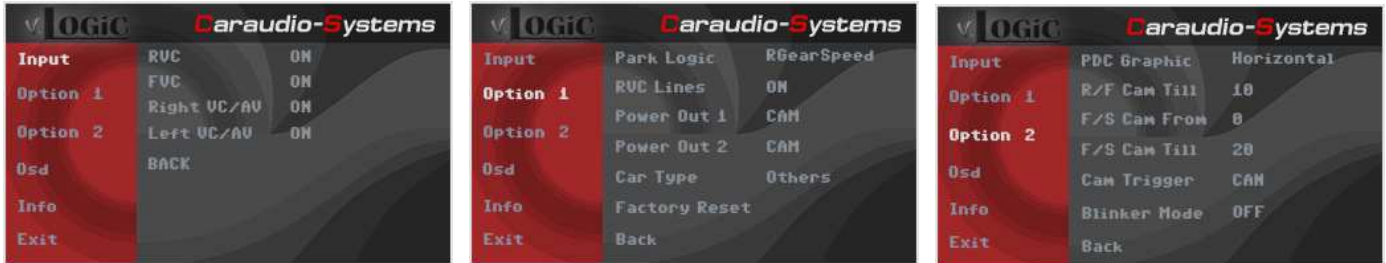 v.LOGiC Caraudio-Systems
Input RVC ON
FVC ON
Option 1 Right VC/AV ON
Option 2 Left VC/AV ON
Osd BACK
Info
Exit
v.LOGiC Caraudio-Systems
Input Park Logic RGearSpeed
Option 1 RVC Lines ON
Power Out 1 CAM
Option 2 Power Out 2 CAM
Osd Car Type Others
Info Factory Reset
Exit Back
v.LOGiC Caraudio-Systems
Input PDC Graphic Horizontal
Option 1 R/F Cam Till 10
F/S Cam From 0
Option 2 F/S Cam Till 20
Osd Cam Trigger CAN
Info Blinker Mode OFF
Exit Back